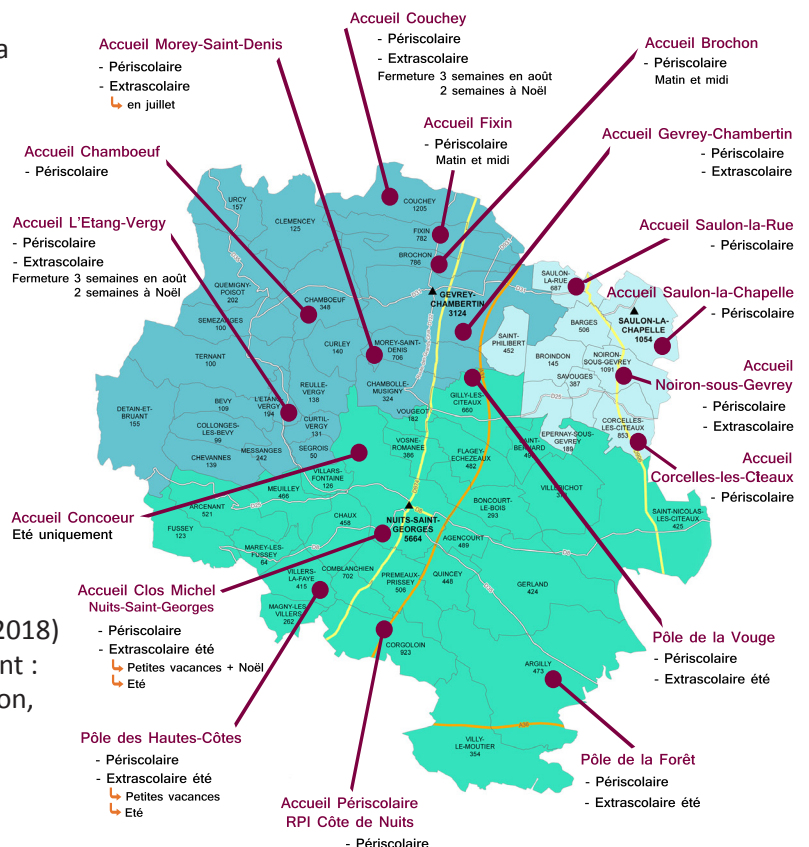 a
Accueil Couchey
- Périscolaire
- Extrascolaire
Fermeture 3 semaines en août
2 semaines à Noël
Accueil Morey-Saint-Denis
- Périscolaire
- Extrascolaire
en juillet
Accueil Brochon
- Périscolaire
Matin et midi
Accueil Fixin
- Périscolaire
Matin et midi
Accueil Gevrey-Chambertin
- Périscolaire
- Extrascolaire
Accueil Chamboeuf
- Périscolaire
Accueil L'Etang-Vergy
- Périscolaire
- Extrascolaire
Fermeture 3 semaines en août
2 semaines à Noël
Accueil Saulon-la-Rue
- Périscolaire
Accueil Saulon-la-Chapelle
- Périscolaire
Accueil
Noiron-sous-Gevrey
- Périscolaire
- Extrascolaire
Accueil
Corcelles-les-Cîteaux
- Périscolaire
URCY
157
CLEMENCEY
125
COUCHEY
1205
FIXIN
782
BROCHON
786
QUEMIGNY-
POISOT
202
CHAMBOEUF
348
GEVREY-
CHAMBERTIN
3124
SAULON-
LA-RUE
687
SAULON-LA-
CHAPELLE
1054
BARGES
506
SEMEZANGES
100
CURLEY
140
MOREY-SAINT-
DENIS
706
SAINT-
PHILIBERT
452
BROINDON
145
NOIRON-
SOUS-GEVREY
1091
TERNANT
100
SAVOUGES
387
REULLE-
VERGY
138
CHAMBOLLE-
MUSIGNY
324
GILLY-LES-
CITEAUX
660
BEVY
109
L'ETANG-
VERGY
194
DETAIN-ET-
BRUANT
155
VOUGEOT
182
CORCELLES-
LES-CITEAUX
853
COLLONGES-
LES-BEVY
99
CURTIL-
VERGY
131
EPERNAY-SOUS-
GEVREY
189
CHEVANNES
139
MESSANGES
242
SEGROIS
50
VOSNE-
ROMANEE
386
FLAGEY-
ECHEZEAUX
482
SAINT-
BERNARD
VILLARS-
FONTAINE
126
MEUILLEY
466
ARCENANT
521
BONCOURT-
LE-BOIS
293
SAINT-NICOLAS-
LES-CITEAUX
425
FUSSEY
123
CHAUX
458
NUITS-SAINT-
GEORGES
5664
MAREY-LES-
FUSSEY
64
AGENCOURT
489
VILLERS-
LA-FAYE
415
COMBLANCHIEN
702
PREMEAUX-
PRISSEY
506
QUINCEY
448
GERLAND
424
MAGNY-LES-
VILLERS
262
CORGOLOIN
923
ARGILLY
473
VILLY-
LE-MOUTIER
354
A36
D25
Accueil Concoeur
Eté uniquement
Accueil Clos Michel
Nuits-Saint-Georges
- Périscolaire
- Extrascolaire été
Petites vacances + Noël
Eté
2018)
nt :
on,
Pôle des Hautes-Côtes
- Périscolaire
- Extrascolaire été
Petites vacances
Eté
Accueil Périscolaire
RPI Côte de Nuits
- Périscolaire
Pôle de la Vouge
- Périscolaire
- Extrascolaire été
Pôle de la Forêt
- Périscolaire
- Extrascolaire été